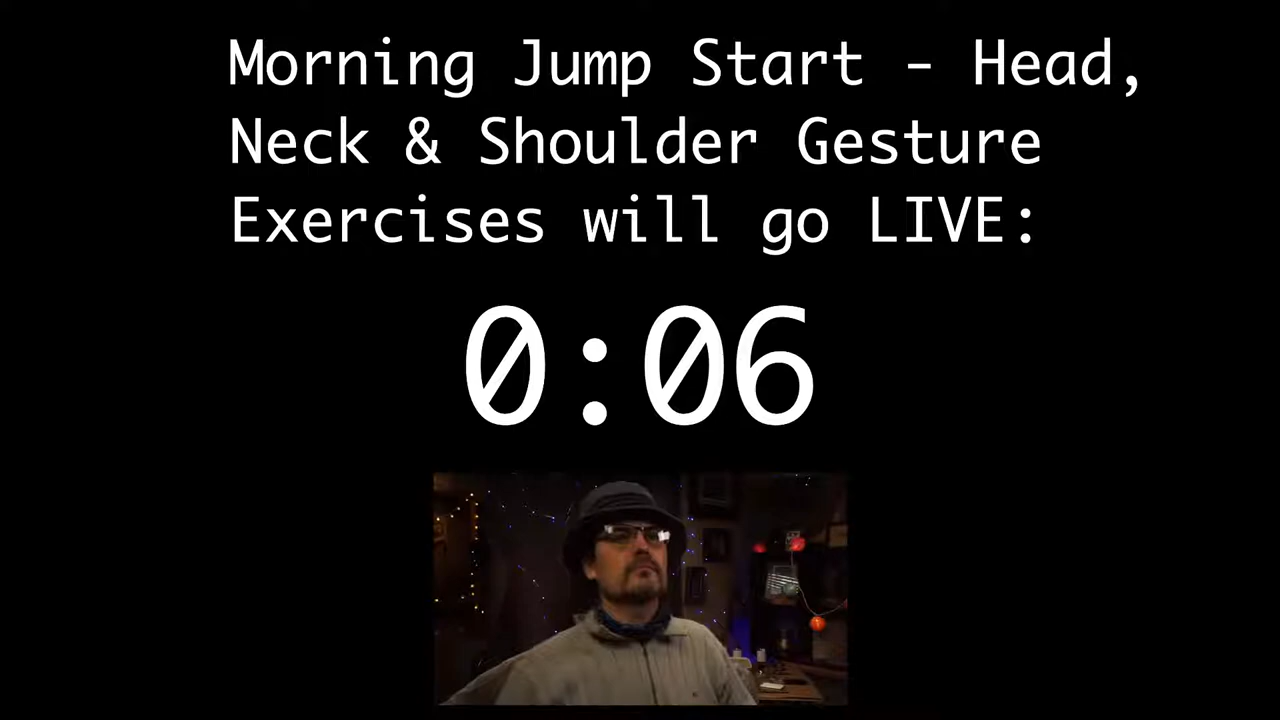 Morning Jump Start - Head,
Neck & Shoulder Gesture
Exercises will go LIVE:
0:06